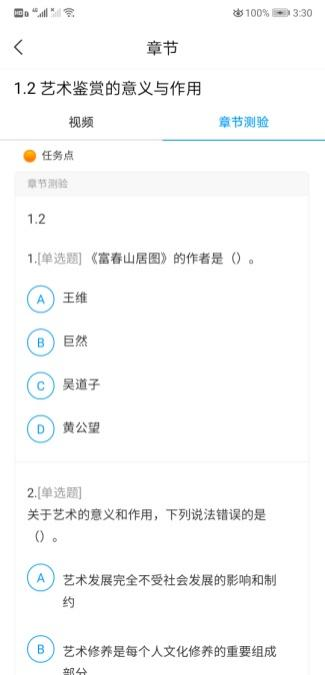 100% 3:30
章节
1.2 艺术鉴赏的意义与作用
视频 章节测验
任务点
章节测验
1.2
1.[单选题] 《富春山居图》的作者是（）。
A 王维
B 巨然
C 吴道子
D 黄公望
2.[单选题]
关于艺术的意义和作用，下列说法错误的是
（）。
A 艺术发展完全不受社会发展的影响和制
约
B 艺术修养是每个人文化修养的重要组成
部分